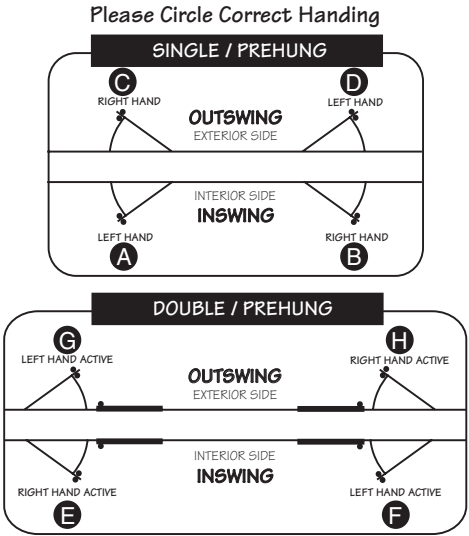 Please Circle Correct Handing
SINGLE / PREHUNG
C D
RIGHT HAND LEFT HAND
OUTSWING
EXTERIOR SIDE
INTERIOR SIDE
INSWING
LEFT HAND RIGHT HAND
A B
DOUBLE / PREHUNG
G H
LEFT HAND ACTIVE RIGHT HAND ACTIVE
OUTSWING
EXTERIOR SIDE
INTERIOR SIDE
INSWING
RIGHT HAND ACTIVE LEFT HAND ACTIVE
E F